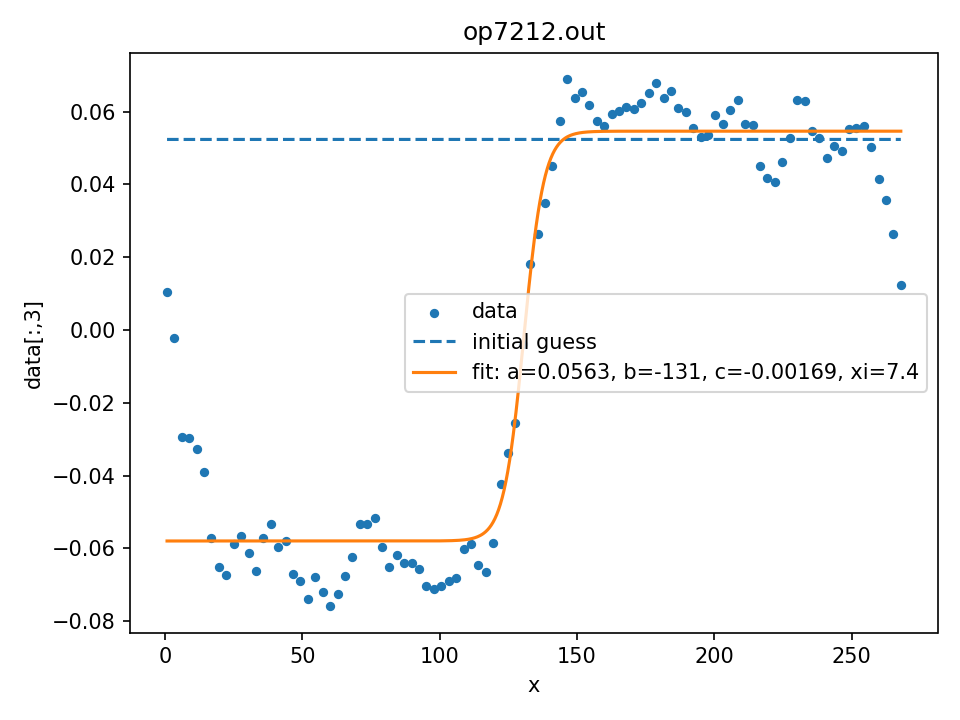 op7212.out
0.06
0.04
0.02
0.00
−0.02
−0.04
−0.06
−0.08
data[:,3]
data
initial guess
fit: a=0.0563, b=-131, c=-0.00169, xi=7.4
0 50 100 150 200 250
x